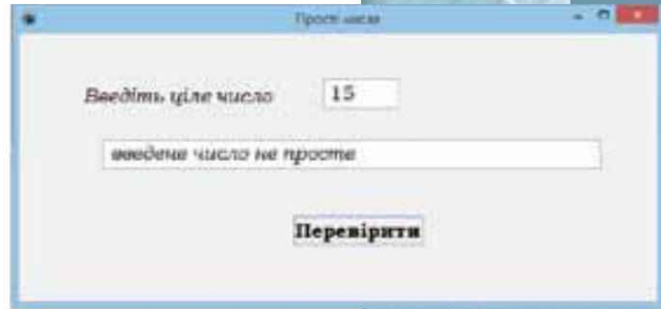 Прості числа
Введіть ціле число 15
введене число не просте
Перевірити